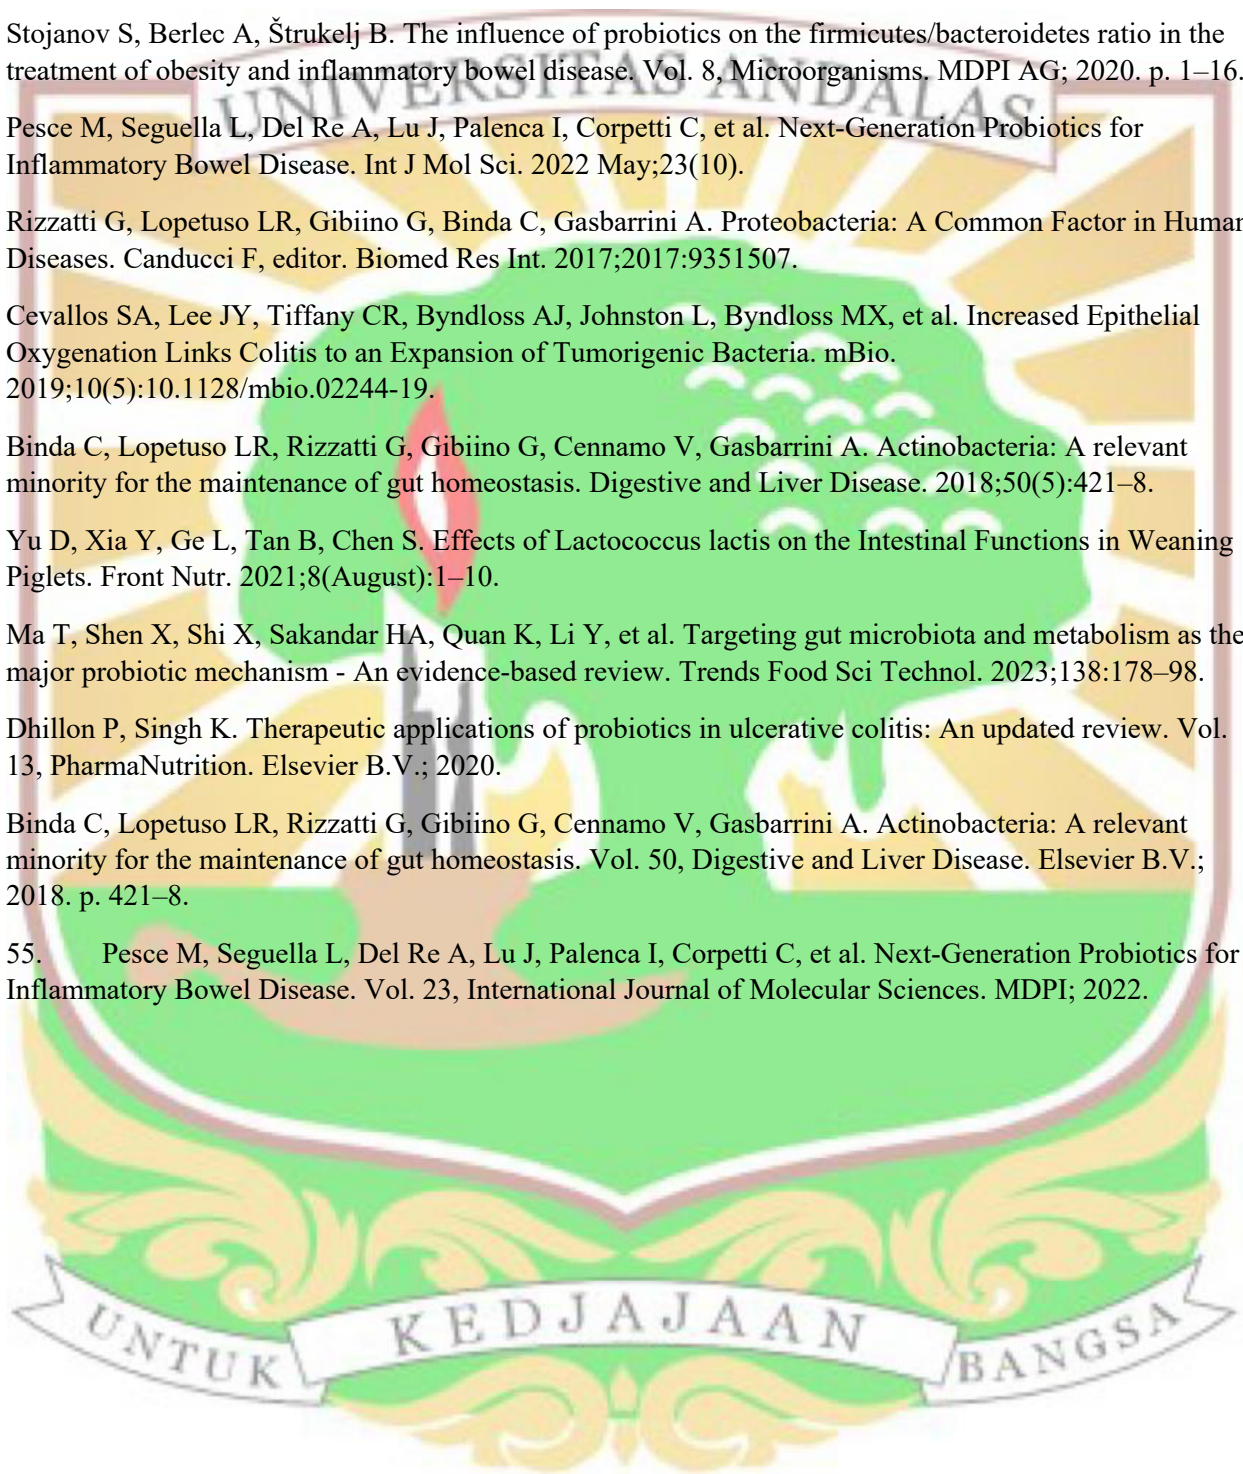 Stojanov S, Berlec A, Štrukelj B. The influence of probiotics on the firmicutes/bacteroidetes ratio in the
treatment of obesity and inflammatory bowel disease. Vol. 8, Microorganisms. MDPI AG; 2020. p. 1–16.
UNIVERSITAS ANDALAS
Pesce M, Seguella L, Del Re A, Lu J, Palenca I, Corpetti C, et al. Next-Generation Probiotics for
Inflammatory Bowel Disease. Int J Mol Sci. 2022 May;23(10).
Rizzatti G, Lopetuso LR, Gibiino G, Binda C, Gasbarrini A. Proteobacteria: A Common Factor in Human
Diseases. Canducci F, editor. Biomed Res Int. 2017;2017:9351507.
Cevallos SA, Lee JY, Tiffany CR, Byndloss AJ, Johnston L, Byndloss MX, et al. Increased Epithelial
Oxygenation Links Colitis to an Expansion of Tumorigenic Bacteria. mBio.
2019;10(5):10.1128/mbio.02244-19.
Binda C, Lopetuso LR, Rizzatti G, Gibiino G, Cennamo V, Gasbarrini A. Actinobacteria: A relevant
minority for the maintenance of gut homeostasis. Digestive and Liver Disease. 2018;50(5):421–8.
Yu D, Xia Y, Ge L, Tan B, Chen S. Effects of Lactococcus lactis on the Intestinal Functions in Weaning
Piglets. Front Nutr. 2021;8(August):1–10.
Ma T, Shen X, Shi X, Sakandar HA, Quan K, Li Y, et al. Targeting gut microbiota and metabolism as the
major probiotic mechanism - An evidence-based review. Trends Food Sci Technol. 2023;138:178–98.
Dhillon P, Singh K. Therapeutic applications of probiotics in ulcerative colitis: An updated review. Vol.
13, PharmaNutrition. Elsevier B.V.; 2020.
Binda C, Lopetuso LR, Rizzatti G, Gibiino G, Cennamo V, Gasbarrini A. Actinobacteria: A relevant
minority for the maintenance of gut homeostasis. Vol. 50, Digestive and Liver Disease. Elsevier B.V.;
2018. p. 421–8.
55. Pesce M, Seguella L, Del Re A, Lu J, Palenca I, Corpetti C, et al. Next-Generation Probiotics for
Inflammatory Bowel Disease. Vol. 23, International Journal of Molecular Sciences. MDPI; 2022.
UNTUK KEDJAJAAN BANGSA